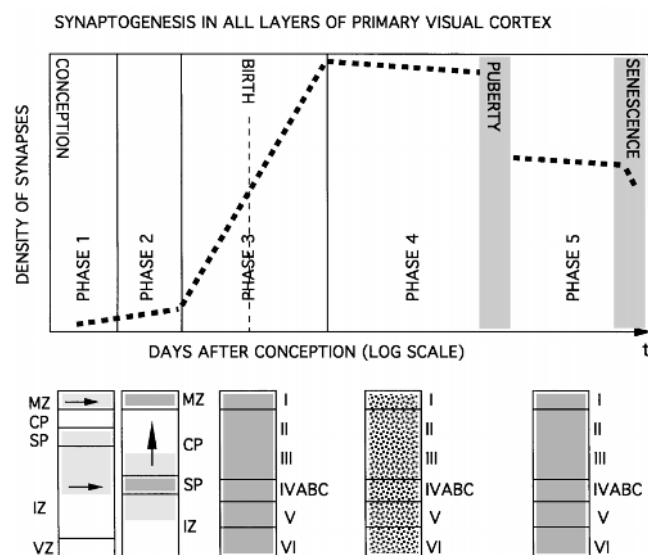 SYNAPTOGENESIS IN ALL LAYERS OF PRIMARY VISUAL CORTEX
DENSITY OF SYNAPSES
CONCEPTION
BIRTH
PUBERTY
SENESCENCE
PHASE 1
PHASE 2
PHASE 3
PHASE 4
PHASE 5
DAYS AFTER CONCEPTION (LOG SCALE)
t
MZ
CP
SP
IZ
VZ
MZ
CP
SP
IZ
I
II
III
IVABC
V
VI
I
II
III
IVABC
V
VI
I
II
III
IVABC
V
VI